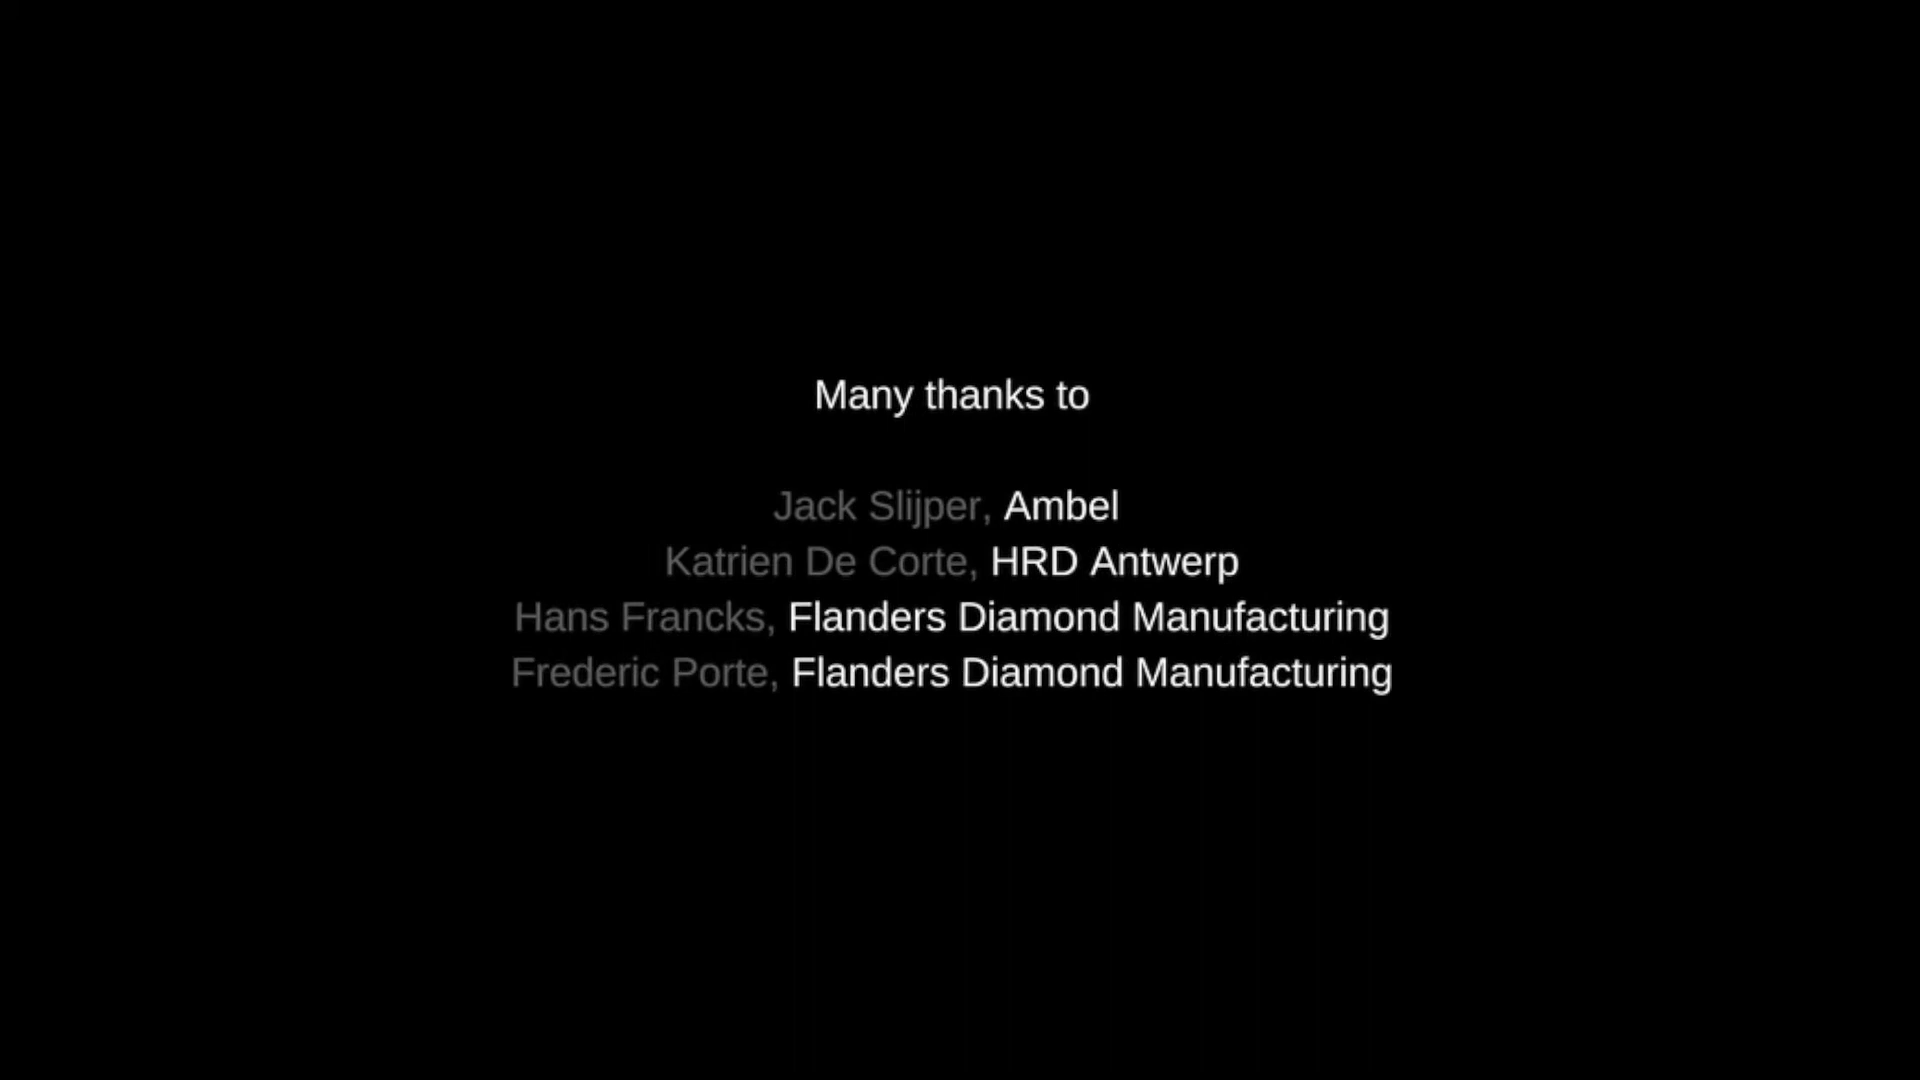 Many thanks to
Jack Slijper, Ambel
Katrien De Corte, HRD Antwerp
Hans Francks, Flanders Diamond Manufacturing
Frederic Porte, Flanders Diamond Manufacturing